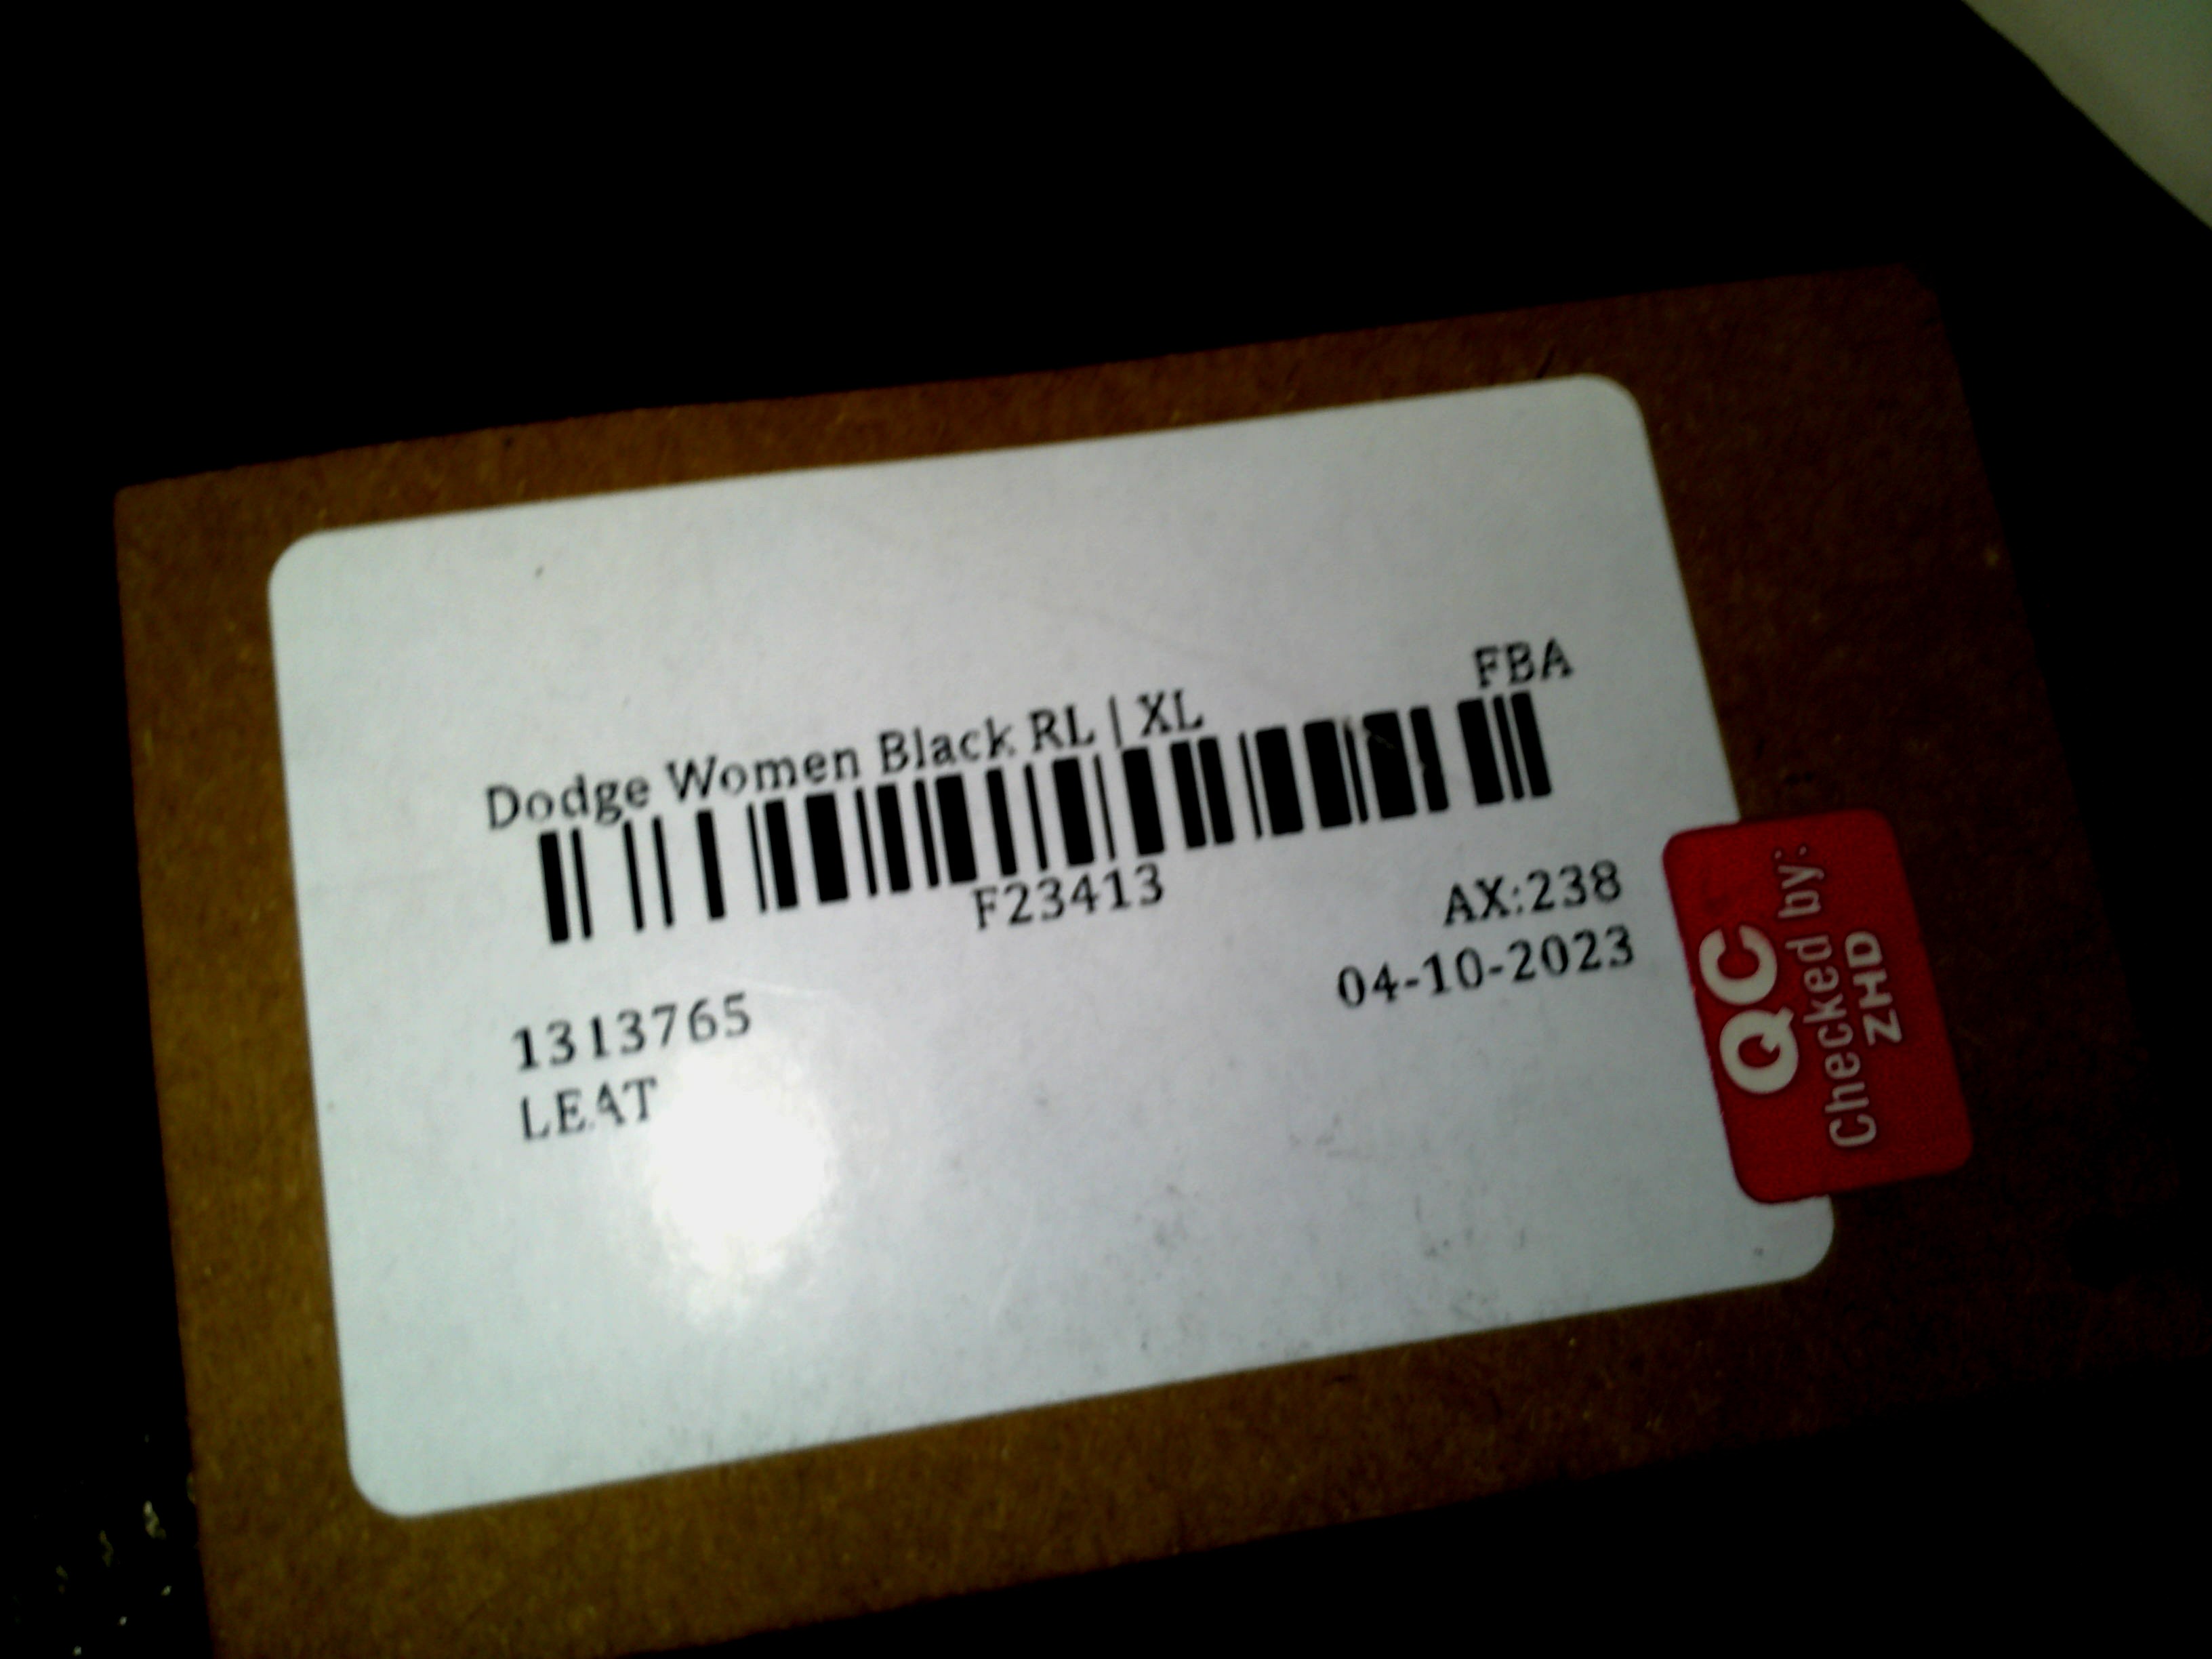 FBA
Dodge Women Black RL | XL
F23413
AX:238
1313765
04-10-2023
LEAT
QC
Checked by:
ZHD